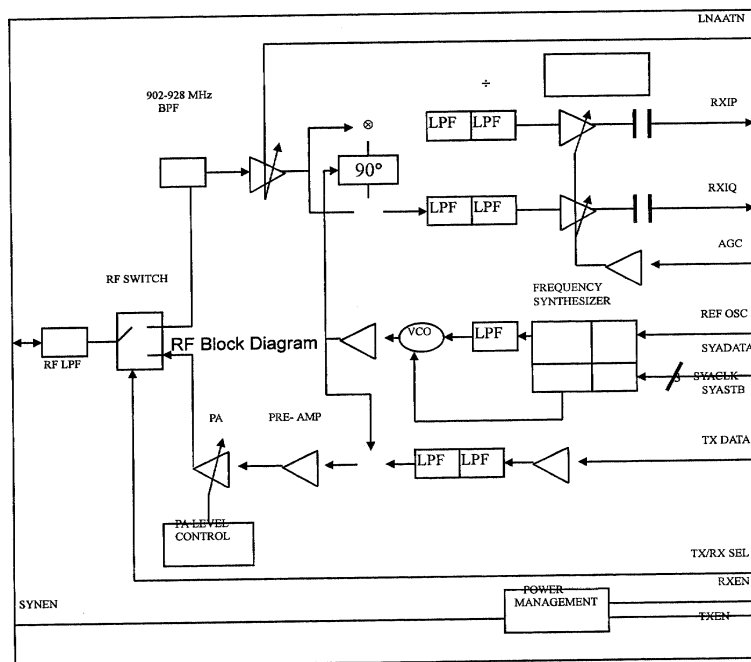 LNAATN
902-928 MHz
BPF
÷
⊗
LPF LPF
RXIP
90°
LPF LPF
RXIQ
AGC
RF SWITCH
FREQUENCY
SYNTHESIZER
REF OSC
VCO
LPF
RF Block Diagram
SYADATA
RF LPF
3
SYACLK
SYASTB
PA
PRE- AMP
TX DATA
LPF LPF
PA LEVEL
CONTROL
TX/RX SEL
RXEN
SYNEN
POWER
MANAGEMENT
TXEN